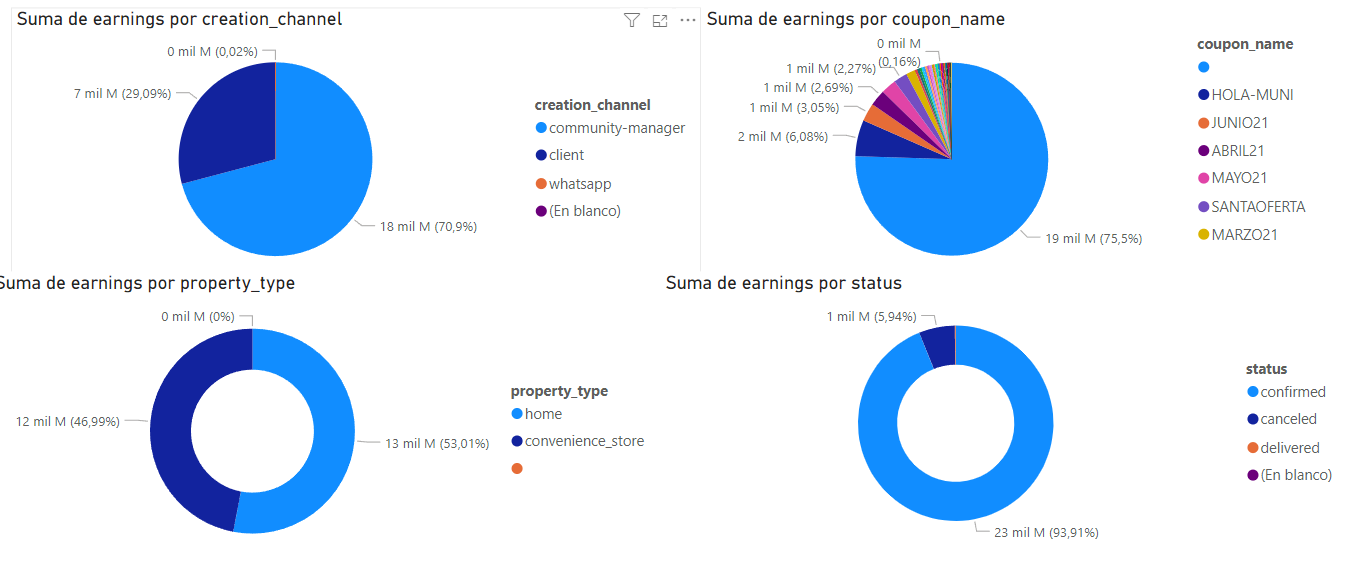 Suma de earnings por creation_channel
0 mil M (0,02%)
7 mil M (29,09%)
18 mil M (70,9%)
creation_channel
community-manager
client
whatsapp
(En blanco)
Suma de earnings por coupon_name
0 mil M
(0,16%)
1 mil M (2,27%)
1 mil M (2,69%)
1 mil M (3,05%)
2 mil M (6,08%)
19 mil M (75,5%)
coupon_name
HOLA-MUNI
JUNIO21
ABRIL21
MAYO21
SANTAOFERTA
MARZO21
Suma de earnings por property_type
0 mil M (0%)
12 mil M (46,99%)
13 mil M (53,01%)
property_type
home
convenience_store
Suma de earnings por status
1 mil M (5,94%)
23 mil M (93,91%)
status
confirmed
canceled
delivered
(En blanco)